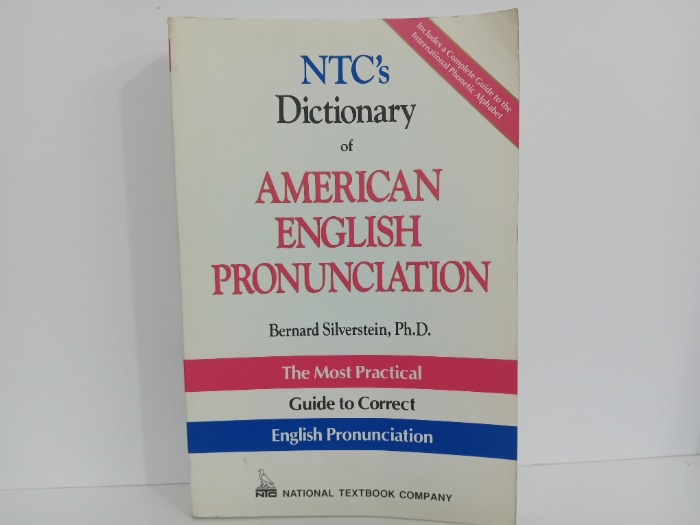 Includes a Complete Guide to the
International Phonetic Alphabet
NTC's
Dictionary
of
AMERICAN
ENGLISH
PRONUNCIATION
Bernard Silverstein, Ph.D.
The Most Practical
Guide to Correct
English Pronunciation
NTC NATIONAL TEXTBOOK COMPANY